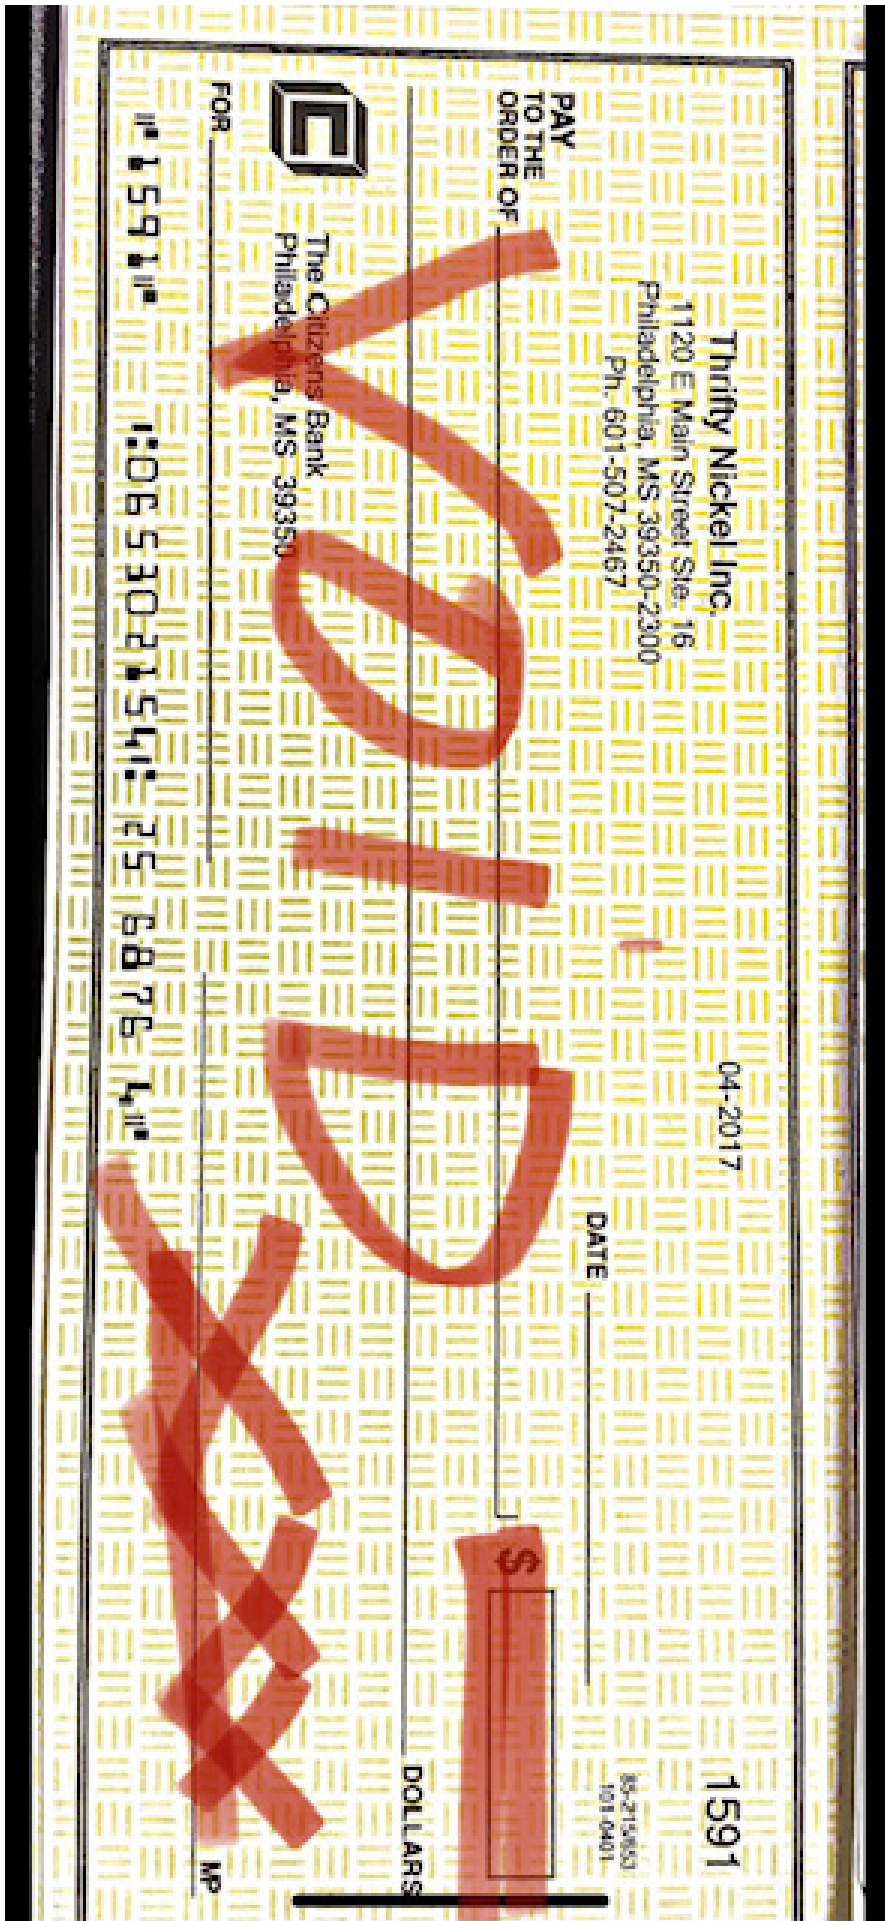 Thrifty Nickel Inc.
1120 E Main Street Ste. 16
Philadelphia, MS 39350-2300
Ph. 601-507-2467
04-2017
1591
85-215/653
101-0401
DATE
PAY
TO THE
ORDER OF
$
DOLLARS
VOID
The Citizens Bank
Philadelphia, MS 39350
FOR
MP
⑈1591⑈ ⑆065302154⑆ 25 6876 4⑈